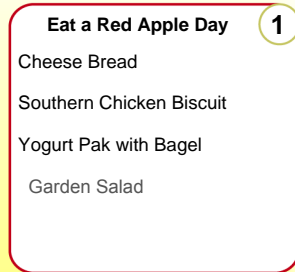 Eat a Red Apple Day
1
Cheese Bread
Southern Chicken Biscuit
Yogurt Pak with Bagel
Garden Salad